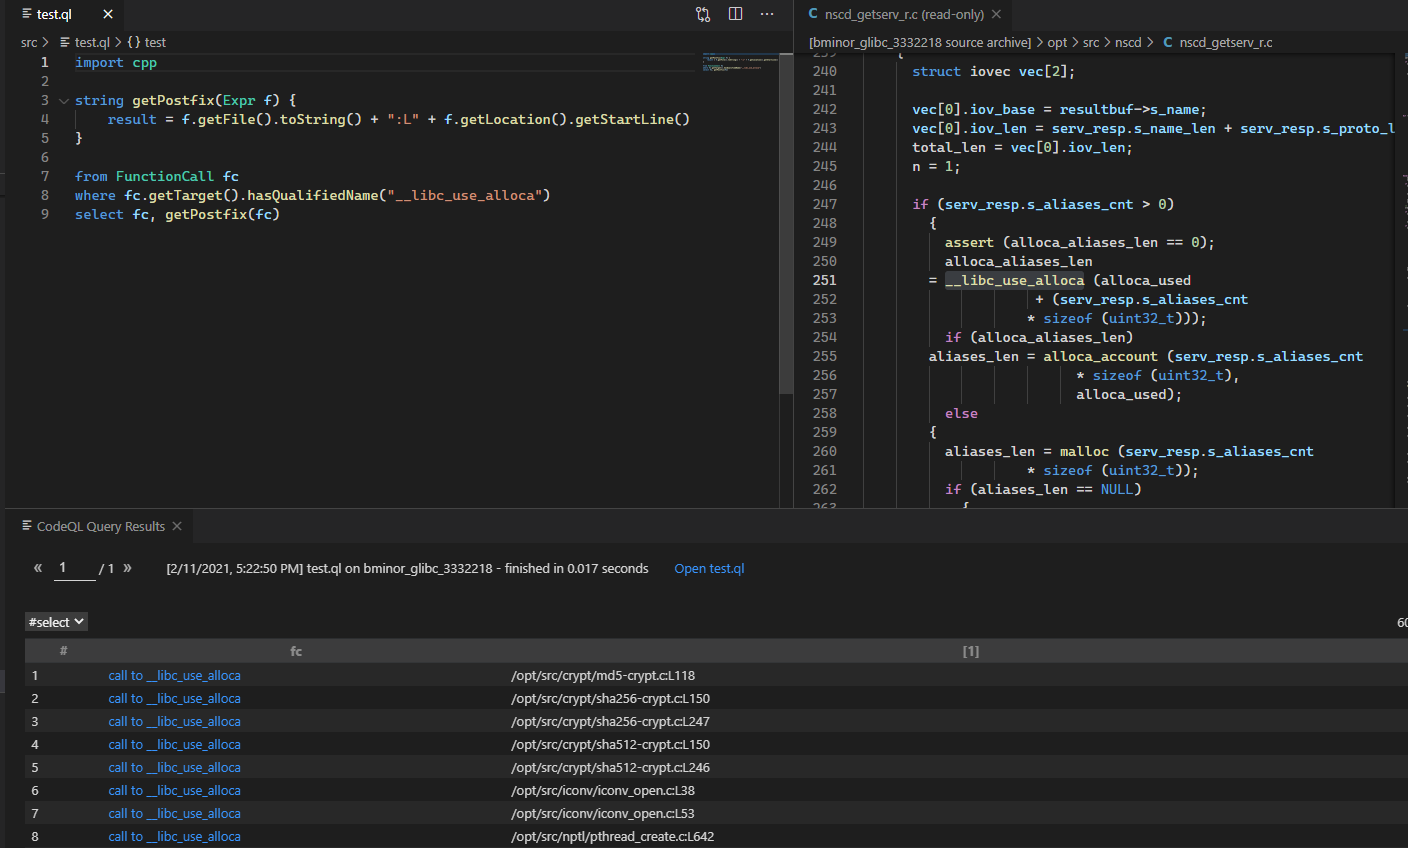 test.ql
src > test.ql > {} test
1 import cpp
2
3 string getPostfix(Expr f) {
4 result = f.getFile().toString() + ":L" + f.getLocation().getStartLine()
5 }
6
7 from FunctionCall fc
8 where fc.getTarget().hasQualifiedName("__libc_use_alloca")
9 select fc, getPostfix(fc)
C nscd_getserv_r.c (read-only)
[bminor_glibc_3332218 source archive] > opt > src > nscd > C nscd_getserv_r.c
239 {
240 struct iovec vec[2];
241
242 vec[0].iov_base = resultbuf->s_name;
243 vec[0].iov_len = serv_resp.s_name_len + serv_resp.s_proto_l
244 total_len = vec[0].iov_len;
245 n = 1;
246
247 if (serv_resp.s_aliases_cnt > 0)
248 {
249 assert (alloca_aliases_len == 0);
250 alloca_aliases_len
251 = __libc_use_alloca (alloca_used
252 + (serv_resp.s_aliases_cnt
253 * sizeof (uint32_t)));
254 if (alloca_aliases_len)
255 aliases_len = alloca_account (serv_resp.s_aliases_cnt
256 * sizeof (uint32_t),
257 alloca_used);
258 else
259 {
260 aliases_len = malloc (serv_resp.s_aliases_cnt
261 * sizeof (uint32_t));
262 if (aliases_len == NULL)
263 {
CodeQL Query Results
« 1 / 1 » [2/11/2021, 5:22:50 PM] test.ql on bminor_glibc_3332218 - finished in 0.017 seconds Open test.ql
#select 60
# fc [1]
1 call to __libc_use_alloca /opt/src/crypt/md5-crypt.c:L118
2 call to __libc_use_alloca /opt/src/crypt/sha256-crypt.c:L150
3 call to __libc_use_alloca /opt/src/crypt/sha256-crypt.c:L247
4 call to __libc_use_alloca /opt/src/crypt/sha512-crypt.c:L150
5 call to __libc_use_alloca /opt/src/crypt/sha512-crypt.c:L246
6 call to __libc_use_alloca /opt/src/iconv/iconv_open.c:L38
7 call to __libc_use_alloca /opt/src/iconv/iconv_open.c:L53
8 call to __libc_use_alloca /opt/src/nptl/pthread_create.c:L642